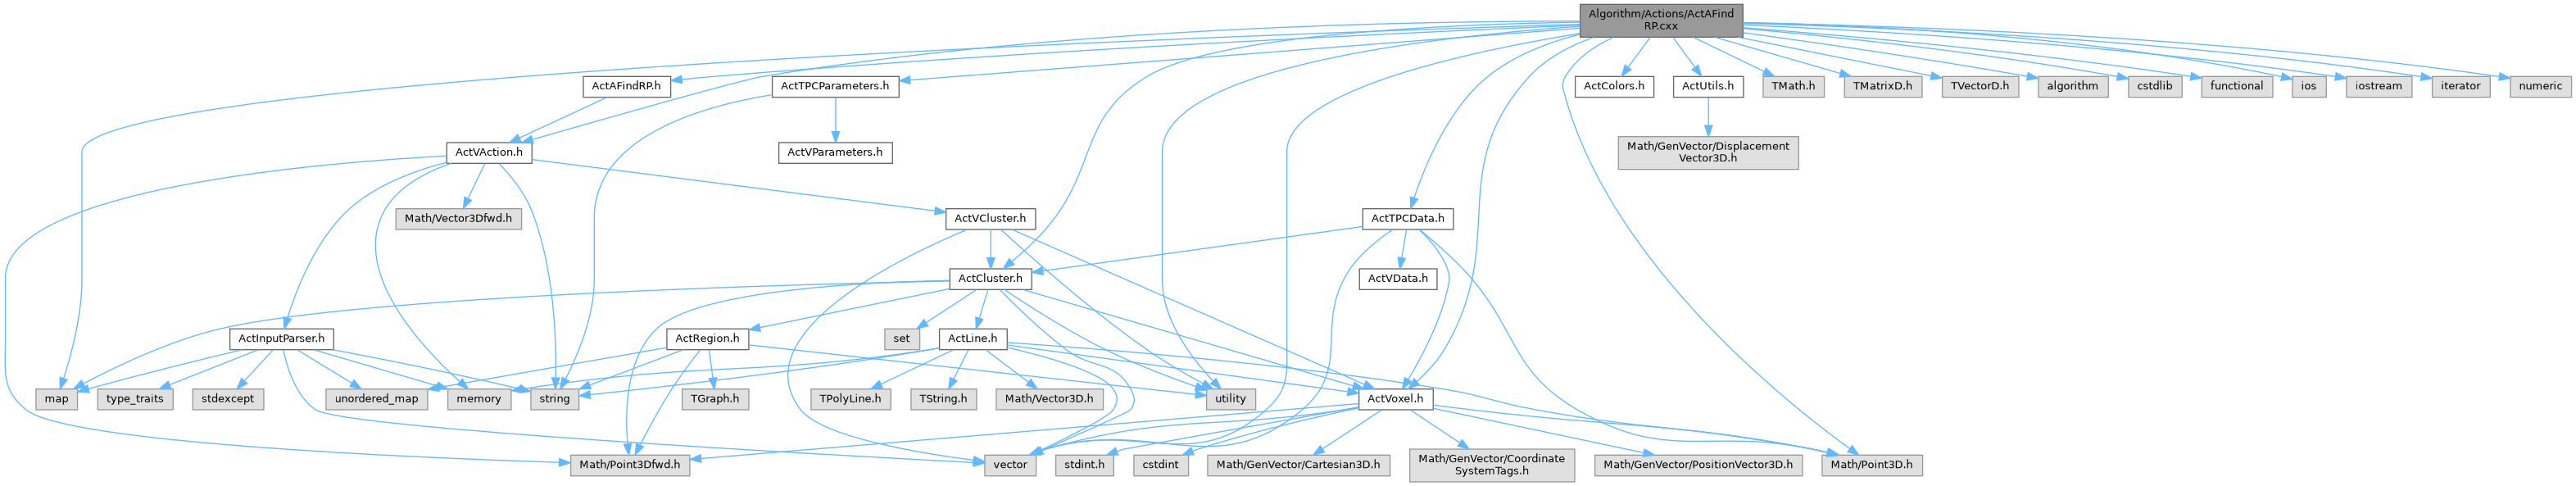 Algorithm/Actions/ActAFind
RP.cxx
ActAFindRP.h
ActTPCParameters.h
ActColors.h
ActUtils.h
TMath.h
TMatrixD.h
TVectorD.h
algorithm
cstdlib
functional
ios
iostream
iterator
numeric
ActVAction.h
ActVParameters.h
Math/GenVector/Displacement
Vector3D.h
Math/Vector3Dfwd.h
ActVCluster.h
ActTPCData.h
ActCluster.h
ActVData.h
ActInputParser.h
ActRegion.h
set
ActLine.h
map
type_traits
stdexcept
unordered_map
memory
string
TGraph.h
TPolyLine.h
TString.h
Math/Vector3D.h
utility
ActVoxel.h
Math/Point3Dfwd.h
vector
stdint.h
cstdint
Math/GenVector/Cartesian3D.h
Math/GenVector/Coordinate
SystemTags.h
Math/GenVector/PositionVector3D.h
Math/Point3D.h